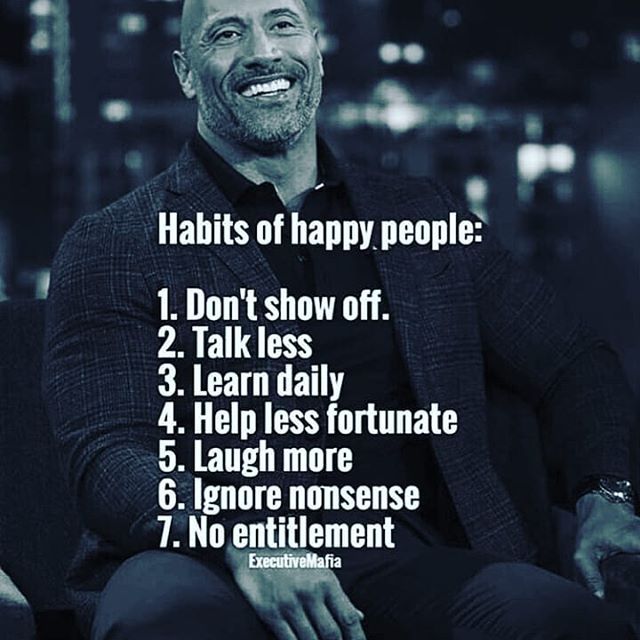 Habits of happy people:
1. Don't show off.
2. Talk less
3. Learn daily
4. Help less fortunate
5. Laugh more
6. Ignore nonsense
7. No entitlement
ExecutiveMafia